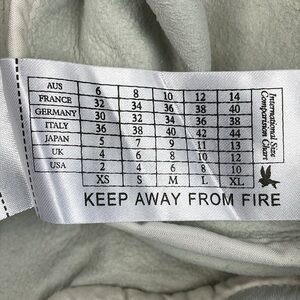 AUS 6 8 10 12 14
FRANCE 32 34 36 38 40
GERMANY 30 32 34 36 38
ITALY 36 38 40 42 44
JAPAN 5 7 9 11 13
UK 4 6 8 10 12
USA 2 4 6 8 10
XS S M L XL
International Size
Comparison Chart
KEEP AWAY FROM FIRE